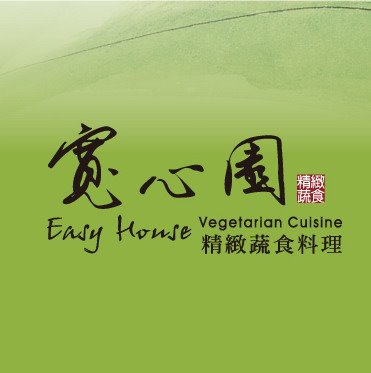 寬心園
精緻
蔬食
Easy House
Vegetarian Cuisine
精緻蔬食料理